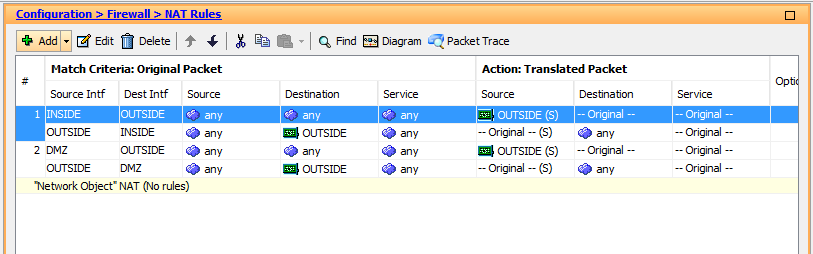 Configuration > Firewall > NAT Rules
Add Edit Delete Find Diagram Packet Trace
# Match Criteria: Original Packet Action: Translated Packet Optic
Source Intf Dest Intf Source Destination Service Source Destination Service
1 INSIDE OUTSIDE any any any OUTSIDE (S) -- Original -- -- Original --
OUTSIDE INSIDE any OUTSIDE any -- Original -- (S) any -- Original --
2 DMZ OUTSIDE any any any OUTSIDE (S) -- Original -- -- Original --
OUTSIDE DMZ any OUTSIDE any -- Original -- (S) any -- Original --
"Network Object" NAT (No rules)